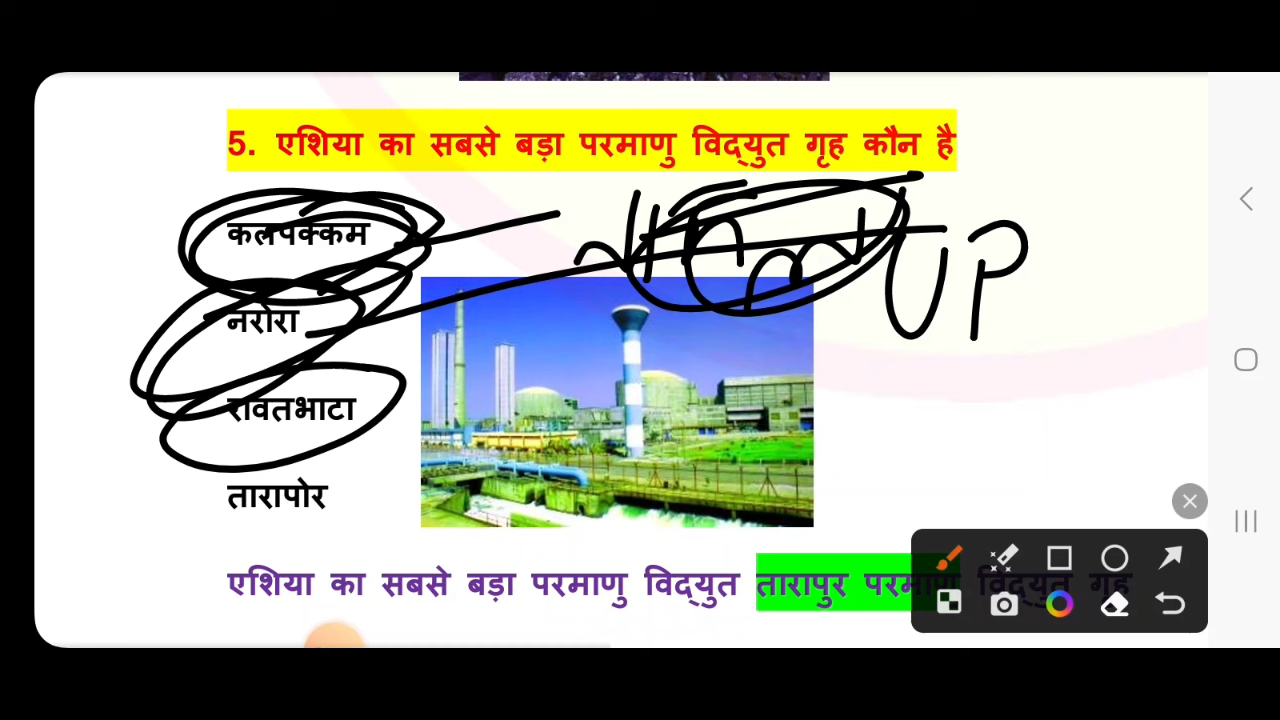 5. एशिया का सबसे बड़ा परमाणु विद्युत गृह कौन है
कलपक्कम
नरोरा
UP
रावतभाटा
तारापोर
एशिया का सबसे बड़ा परमाणु विद्युत तारापुर परमाणु विद्युत गृह